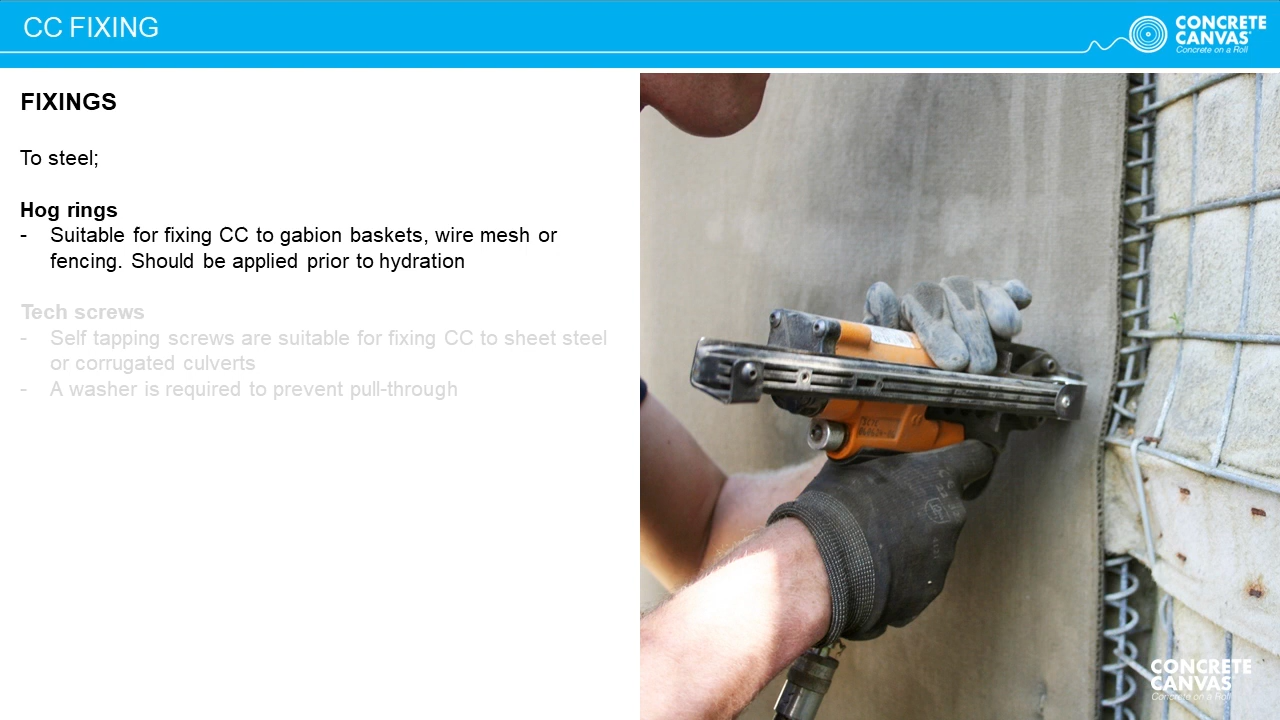 CC FIXING
CONCRETE
CANVAS®
Concrete on a Roll
FIXINGS
To steel;
Hog rings
- Suitable for fixing CC to gabion baskets, wire mesh or
fencing. Should be applied prior to hydration
Tech screws
- Self tapping screws are suitable for fixing CC to sheet steel
or corrugated culverts
- A washer is required to prevent pull-through
CONCRETE
CANVAS®
Concrete on a Roll